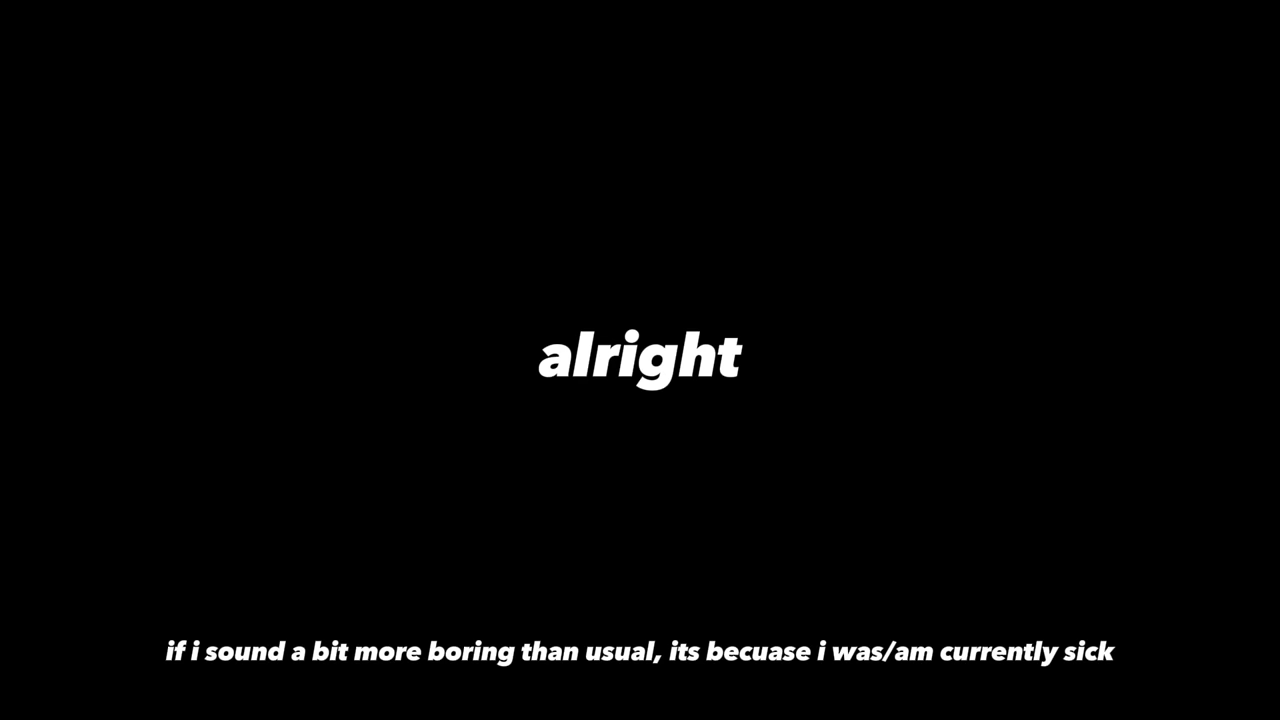 alright
if i sound a bit more boring than usual, its becuase i was/am currently sick